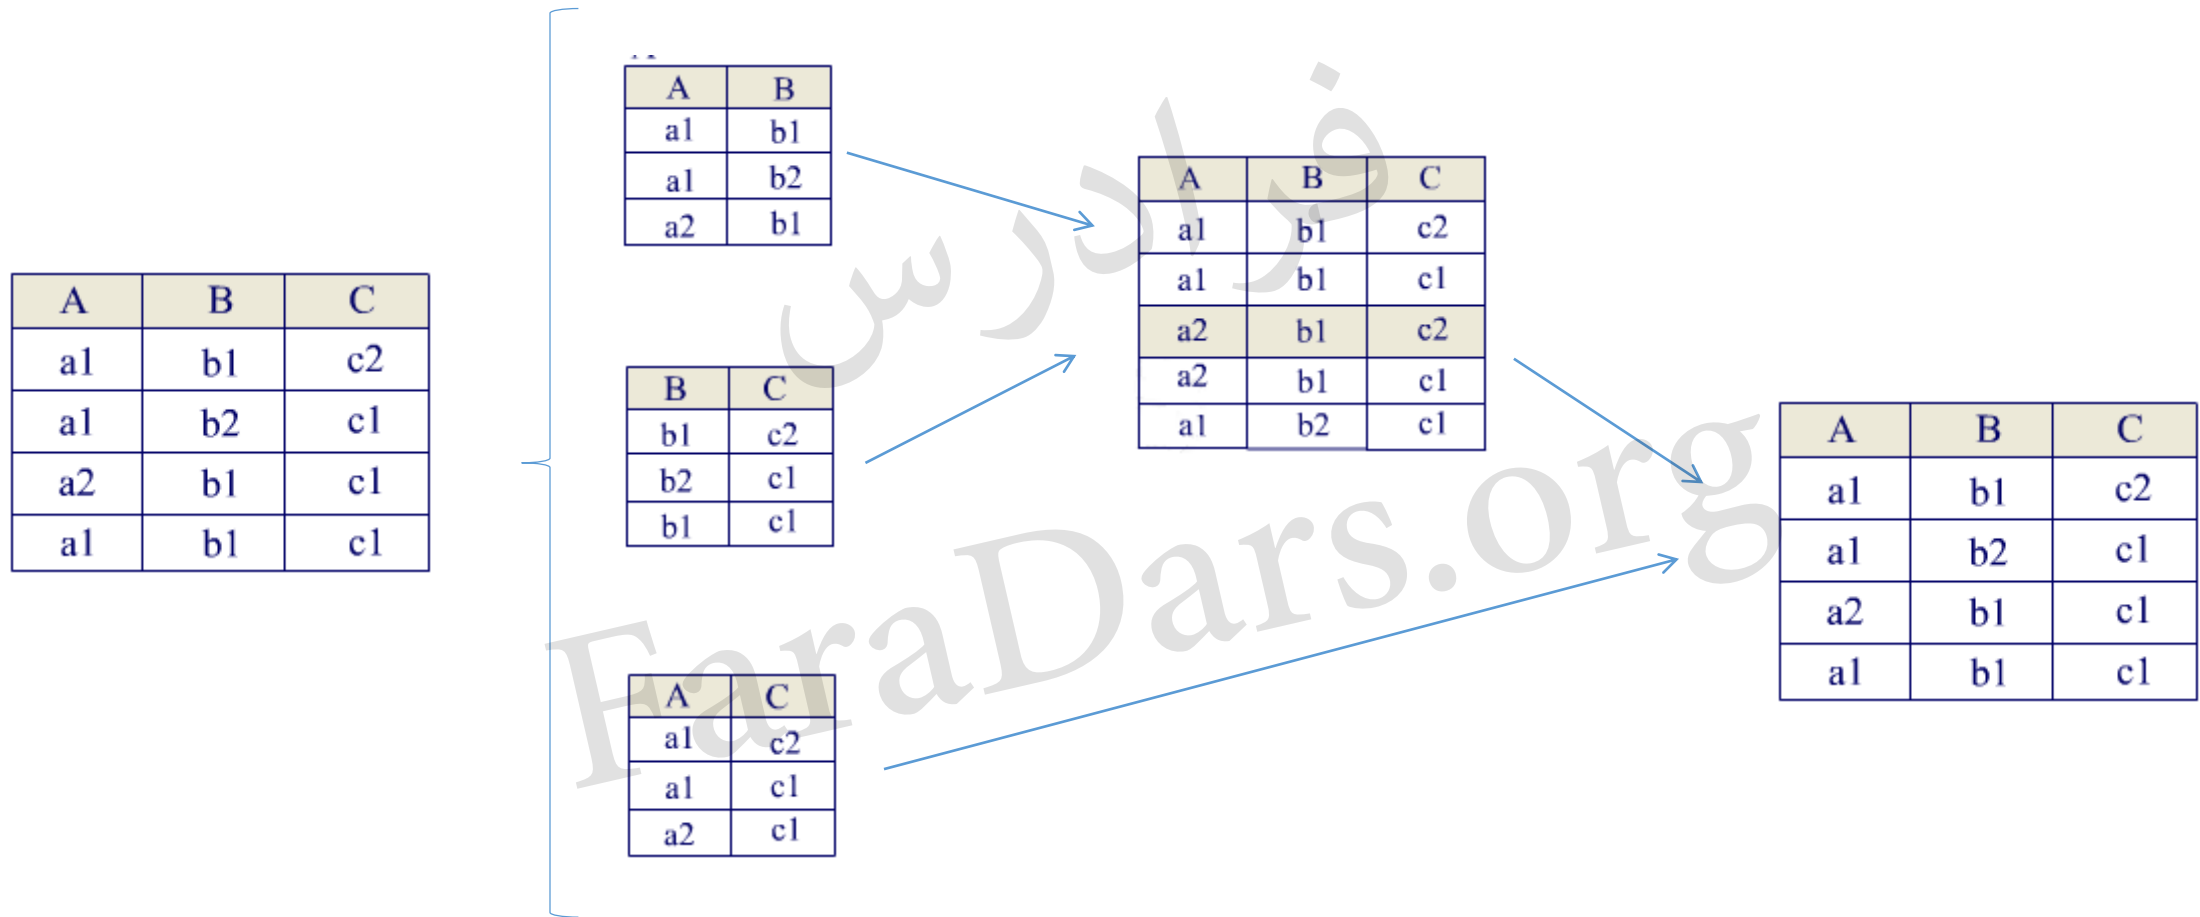 A B C
a1 b1 c2
a1 b2 c1
a2 b1 c1
a1 b1 c1
A B
a1 b1
a1 b2
a2 b1
B C
b1 c2
b2 c1
b1 c1
A C
a1 c2
a1 c1
a2 c1
A B C
a1 b1 c2
a1 b1 c1
a2 b1 c2
a2 b1 c1
a1 b2 c1
A B C
a1 b1 c2
a1 b2 c1
a2 b1 c1
a1 b1 c1
فرادرس
FaraDars.org